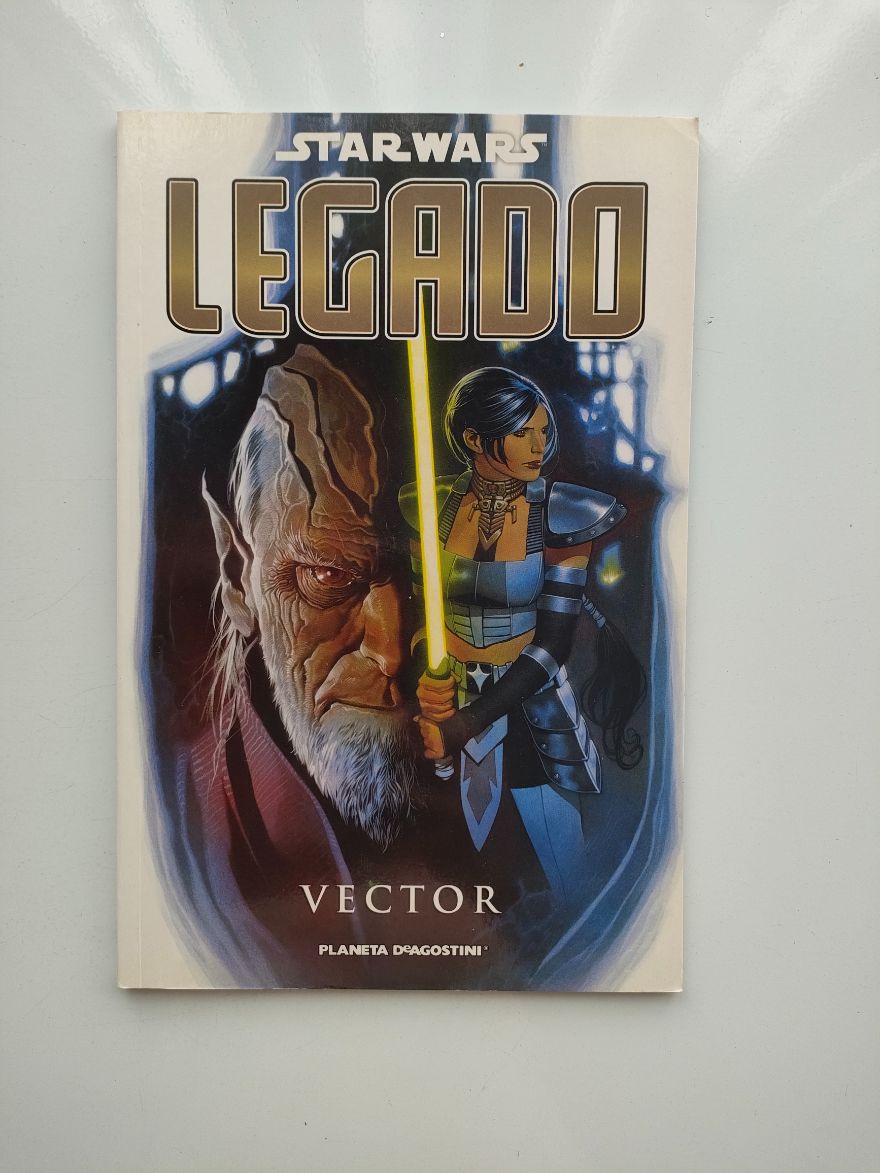 STAR WARS
LEGADO
VECTOR
PLANETA DeAGOSTINI